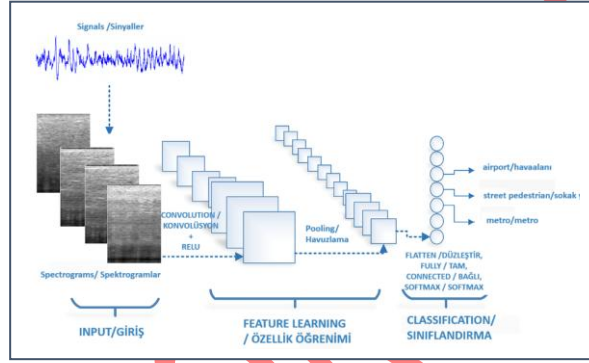 Signals /Sinyaller
CONVOLUTION /
KONVOLÜSYON
+
RELU
Pooling/
Havuzlama
airport/havaalanı
street pedestrian/sokak
metro/metro
Spectrograms/ Spektrogramlar
FLATTEN /DÜZLEŞTİR,
FULLY / TAM,
CONNECTED / BAĞLI,
SOFTMAX / SOFTMAX
INPUT/GİRİŞ
FEATURE LEARNING
/ ÖZELLİK ÖĞRENİMİ
CLASSIFICATION/
SINIFLANDIRMA